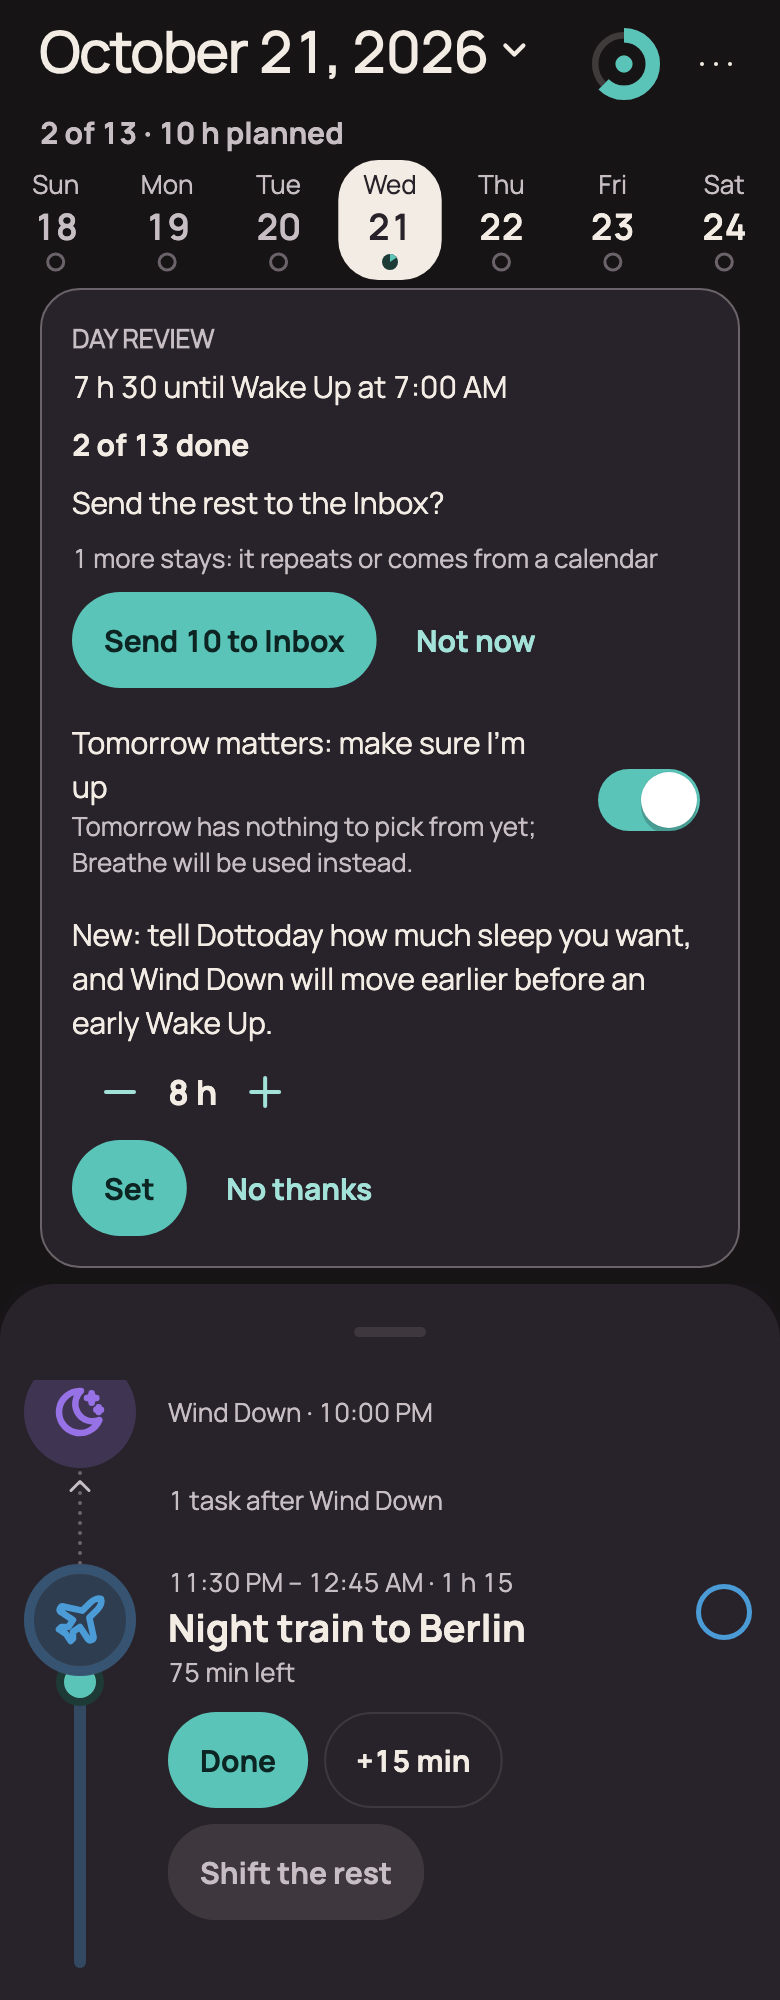 October 21, 2026
2 of 13 · 10 h planned
Sun Mon Tue Wed Thu Fri Sat
18 19 20 21 22 23 24
DAY REVIEW
7 h 30 until Wake Up at 7:00 AM
2 of 13 done
Send the rest to the Inbox?
1 more stays: it repeats or comes from a calendar
Send 10 to Inbox Not now
Tomorrow matters: make sure I'm
up
Tomorrow has nothing to pick from yet;
Breathe will be used instead.
New: tell Dottoday how much sleep you want,
and Wind Down will move earlier before an
early Wake Up.
8 h
Set No thanks
Wind Down · 10:00 PM
1 task after Wind Down
11:30 PM – 12:45 AM · 1 h 15
Night train to Berlin
75 min left
Done +15 min
Shift the rest